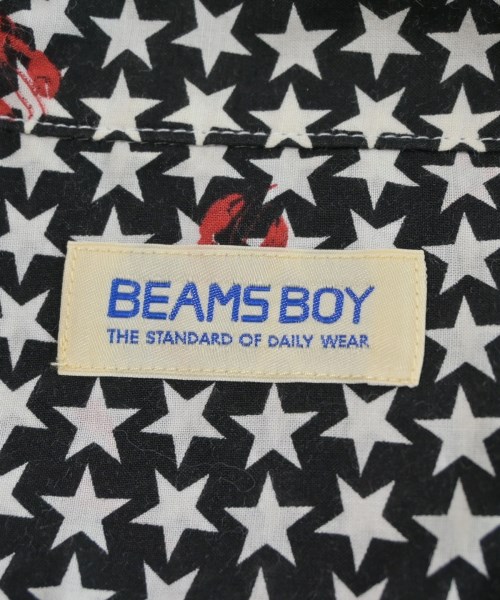 BEAMS BOY
THE STANDARD OF DAILY WEAR